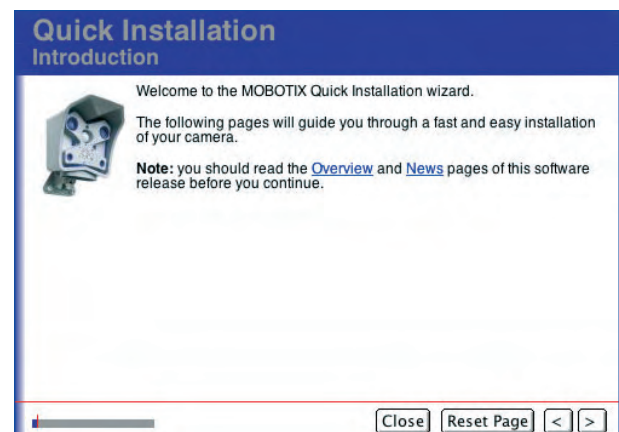 Quick Installation
Introduction
Welcome to the MOBOTIX Quick Installation wizard.
The following pages will guide you through a fast and easy installation
of your camera.
Note: you should read the Overview and News pages of this software
release before you continue.
Close Reset Page < >